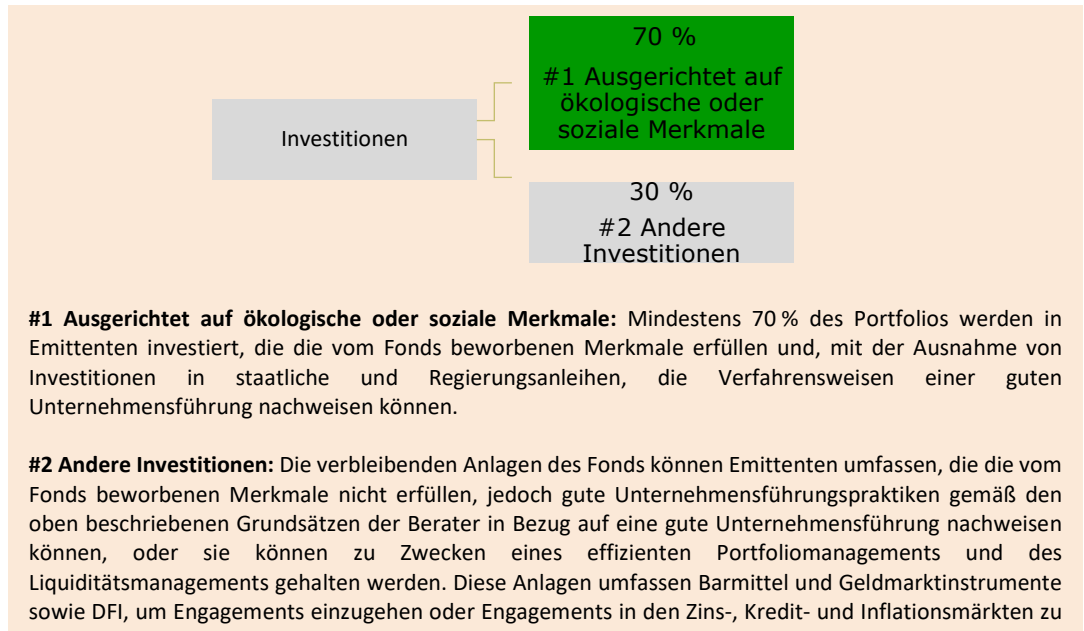 70 %
#1 Ausgerichtet auf
ökologische oder
soziale Merkmale
Investitionen
30 %
#2 Andere
Investitionen
#1 Ausgerichtet auf ökologische oder soziale Merkmale: Mindestens 70 % des Portfolios werden in
Emittenten investiert, die die vom Fonds beworbenen Merkmale erfüllen und, mit der Ausnahme von
Investitionen in staatliche und Regierungsanleihen, die Verfahrensweisen einer guten
Unternehmensführung nachweisen können.
#2 Andere Investitionen: Die verbleibenden Anlagen des Fonds können Emittenten umfassen, die die vom
Fonds beworbenen Merkmale nicht erfüllen, jedoch gute Unternehmensführungspraktiken gemäß den
oben beschriebenen Grundsätzen der Berater in Bezug auf eine gute Unternehmensführung nachweisen
können, oder sie können zu Zwecken eines effizienten Portfoliomanagements und des
Liquiditätsmanagements gehalten werden. Diese Anlagen umfassen Barmittel und Geldmarktinstrumente
sowie DFI, um Engagements einzugehen oder Engagements in den Zins-, Kredit- und Inflationsmärkten zu